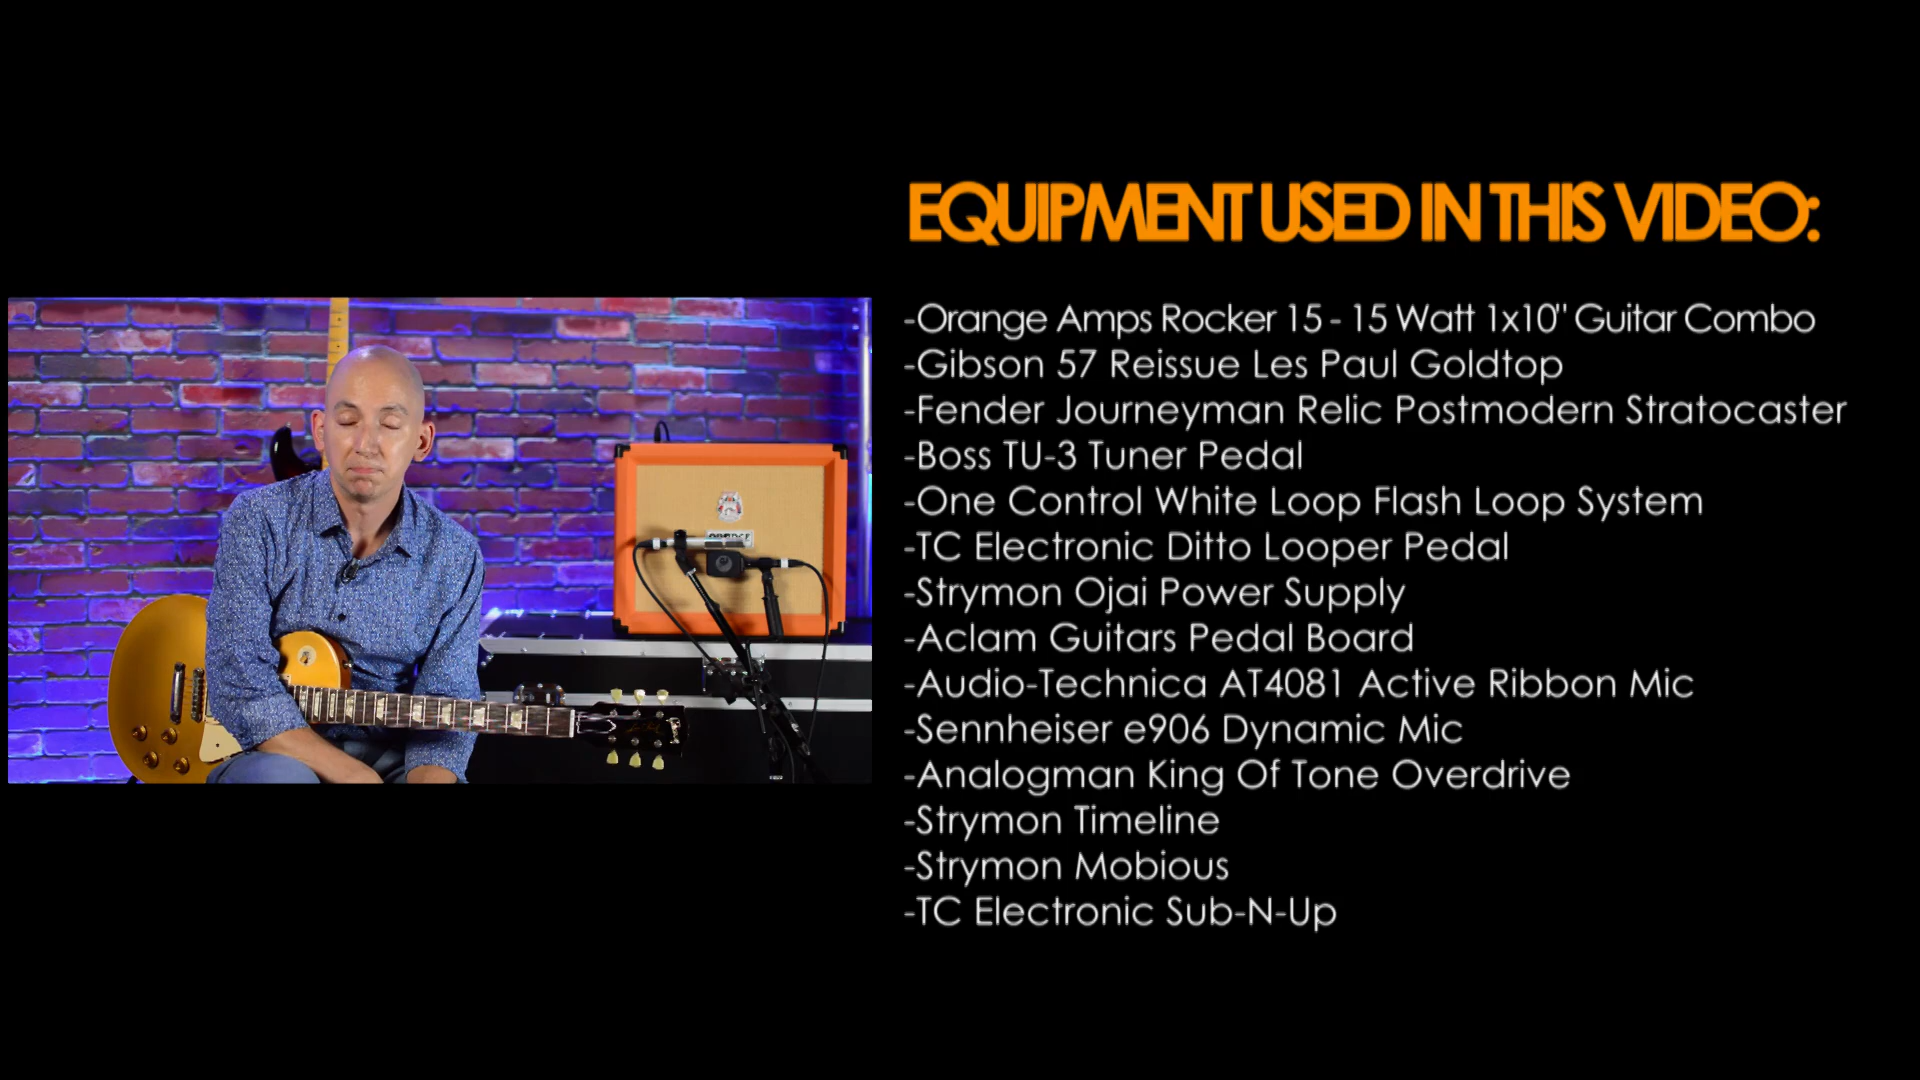 EQUIPMENT USED IN THIS VIDEO:
-Orange Amps Rocker 15 - 15 Watt 1x10" Guitar Combo
-Gibson 57 Reissue Les Paul Goldtop
-Fender Journeyman Relic Postmodern Stratocaster
-Boss TU-3 Tuner Pedal
-One Control White Loop Flash Loop System
-TC Electronic Ditto Looper Pedal
-Strymon Ojai Power Supply
-Aclam Guitars Pedal Board
-Audio-Technica AT4081 Active Ribbon Mic
-Sennheiser e906 Dynamic Mic
-Analogman King Of Tone Overdrive
-Strymon Timeline
-Strymon Mobious
-TC Electronic Sub-N-Up